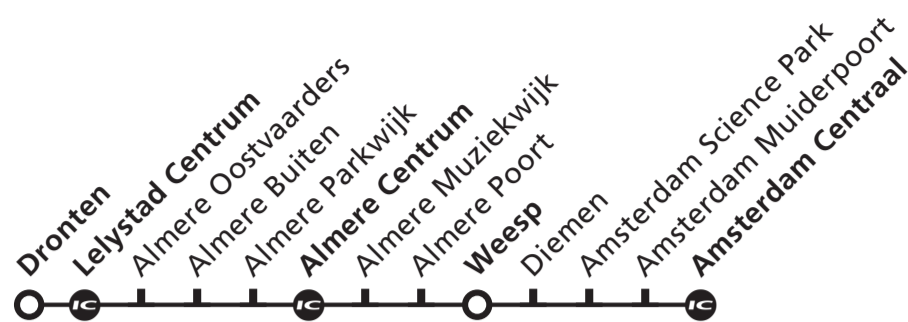 Dronten
Lelystad Centrum
Almere Oostvaarders
Almere Buiten
Almere Parkwijk
Almere Centrum
Almere Muziekwijk
Almere Poort
Weesp
Diemen
Amsterdam Science Park
Amsterdam Muiderpoort
Amsterdam Centraal
IC
IC
IC